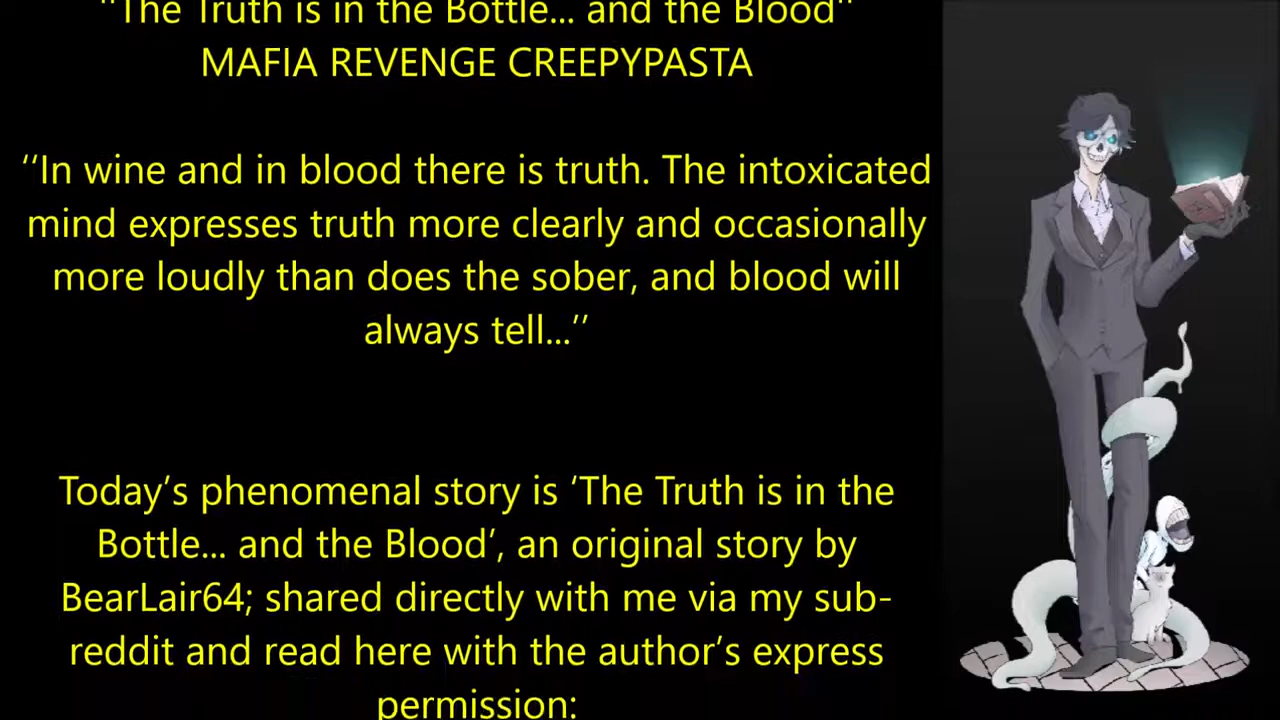 ‘‘The Truth is in the Bottle... and the Blood’’
MAFIA REVENGE CREEPYPASTA
‘‘In wine and in blood there is truth. The intoxicated
mind expresses truth more clearly and occasionally
more loudly than does the sober, and blood will
always tell...’’
Today’s phenomenal story is ‘The Truth is in the
Bottle... and the Blood’, an original story by
BearLair64; shared directly with me via my sub-
reddit and read here with the author’s express
permission: